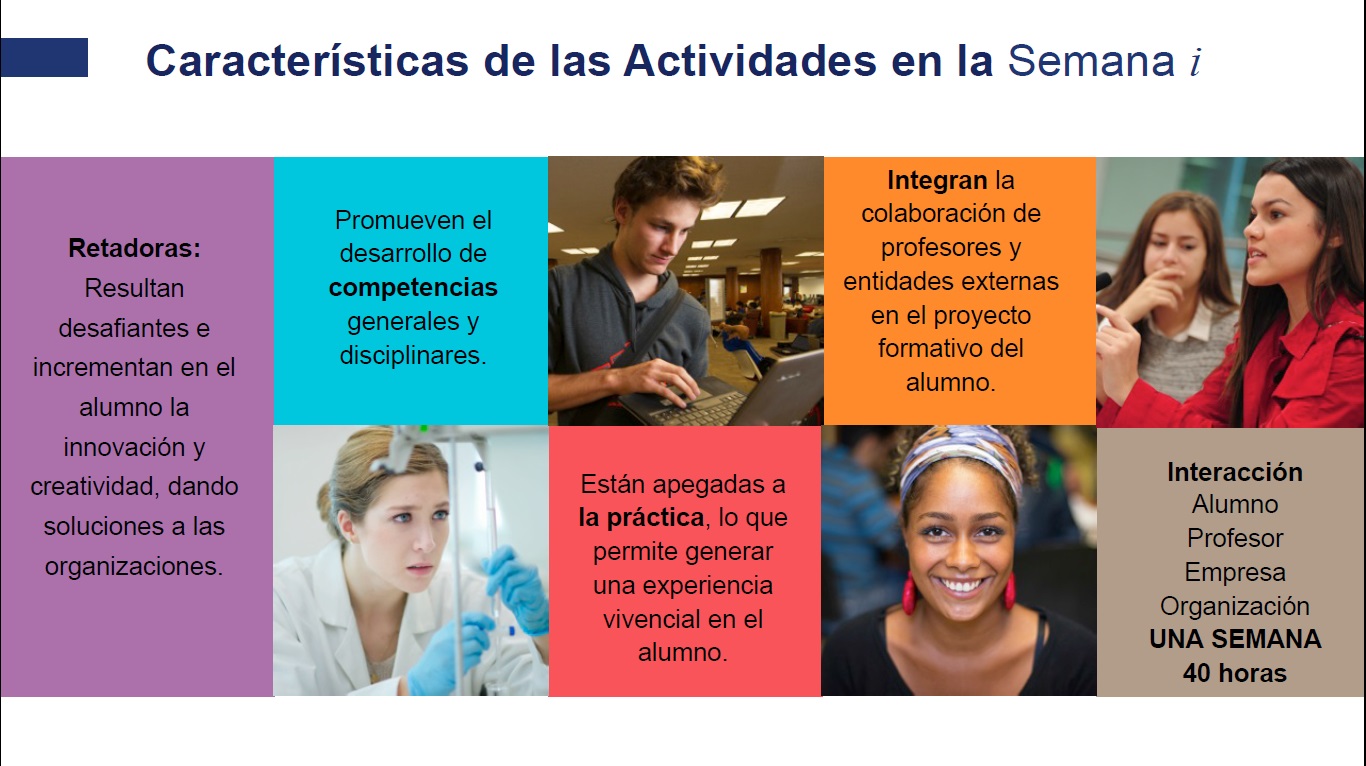 Características de las Actividades en la Semana i
Retadoras:
Resultan
desafiantes e
incrementan en el
alumno la
innovación y
creatividad, dando
soluciones a las
organizaciones.
Promueven el
desarrollo de
competencias
generales y
disciplinares.
Integran la
colaboración de
profesores y
entidades externas
en el proyecto
formativo del
alumno.
Están apegadas a
la práctica, lo que
permite generar
una experiencia
vivencial en el
alumno.
Interacción
Alumno
Profesor
Empresa
Organización
UNA SEMANA
40 horas